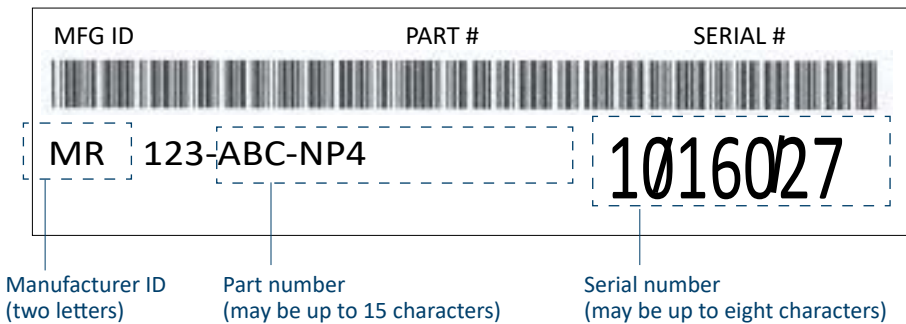 MFG ID PART # SERIAL #
MR 123-ABC-NP4 1016027
Manufacturer ID Part number Serial number
(two letters) (may be up to 15 characters) (may be up to eight characters)